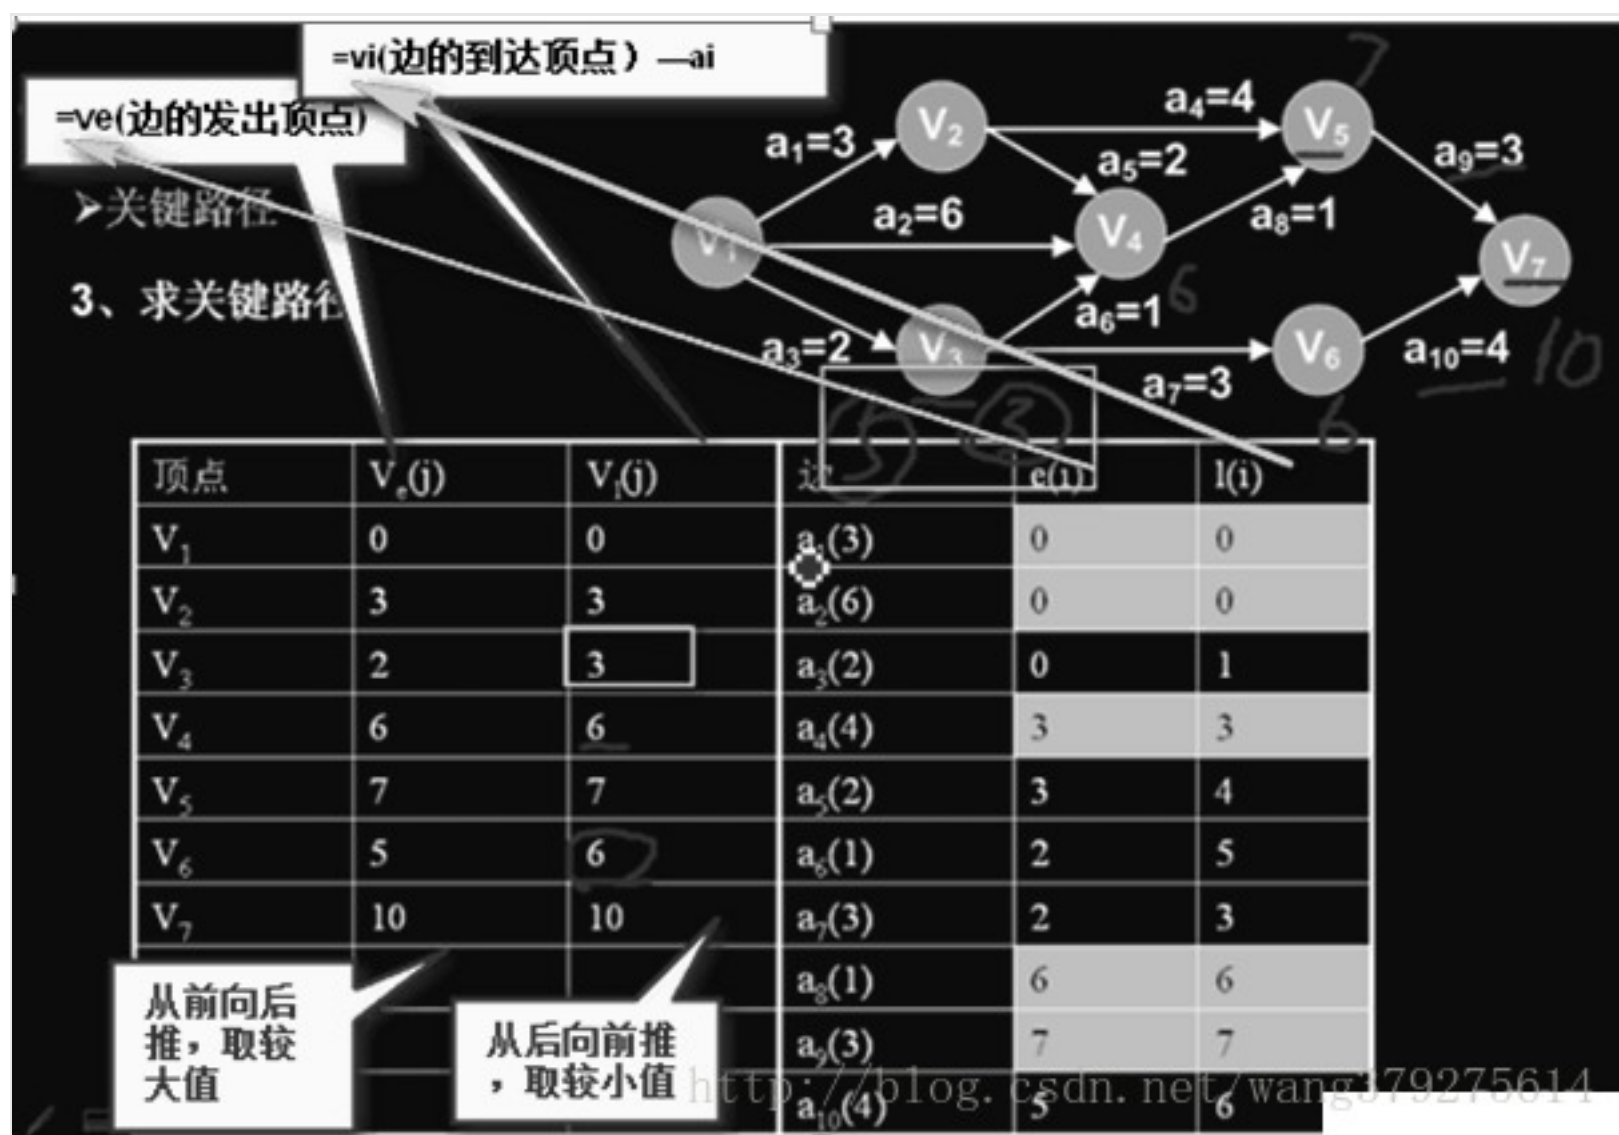 =vi(边的到达顶点）—ai
=ve(边的发出顶点)
➢关键路径
3、求关键路径
a₁=3
a₂=6
a₃=2
a₄=4
a₅=2
a₆=1
a₇=3
a₈=1
a₉=3
a₁₀=4
V₁
V₂
V₃
V₄
V₅
V₆
V₇
7
6
10
6
5
3
顶点 Vₑ(j) Vₗ(j) 边 e(i) l(i)
V₁ 0 0 a₁(3) 0 0
V₂ 3 3 a₂(6) 0 0
V₃ 2 3 a₃(2) 0 1
V₄ 6 6 a₄(4) 3 3
V₅ 7 7 a₅(2) 3 4
V₆ 5 6 a₆(1) 2 5
V₇ 10 10 a₇(3) 2 3
a₈(1) 6 6
a₉(3) 7 7
a₁₀(4) 5 6
从前向后
推，取较
大值
从后向前推
，取较小值
http://blog.csdn.net/wang379275614